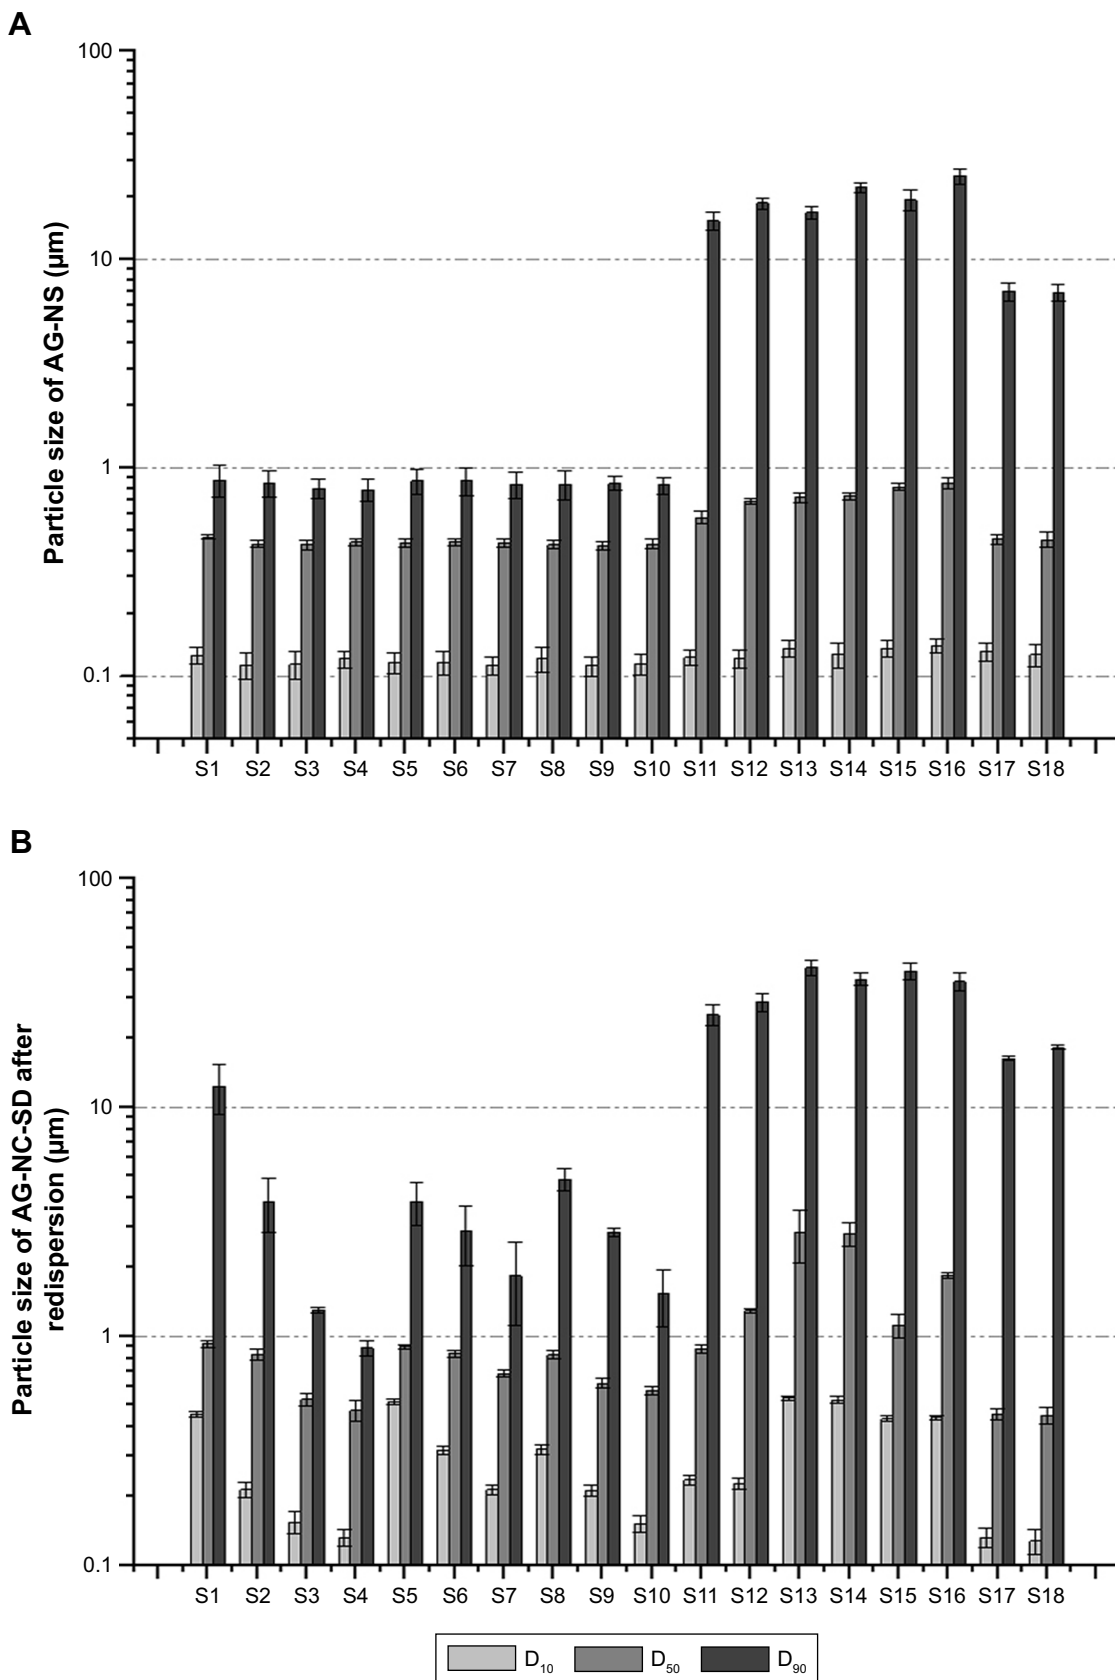 A
Particle size of AG-NS (µm)
100
10
1
0.1
S1 S2 S3 S4 S5 S6 S7 S8 S9 S10 S11 S12 S13 S14 S15 S16 S17 S18
B
Particle size of AG-NC-SD after
redispersion (µm)
100
10
1
0.1
S1 S2 S3 S4 S5 S6 S7 S8 S9 S10 S11 S12 S13 S14 S15 S16 S17 S18
D10 D50 D90